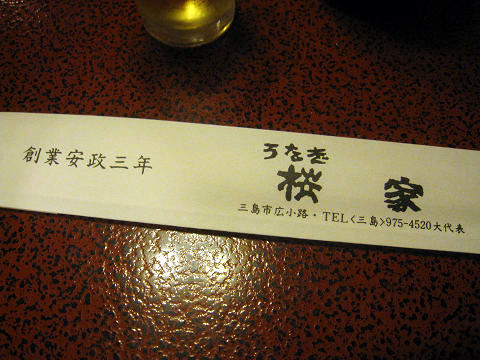 創業安政三年
うなぎ
桜家
三島市広小路・TEL<三島>975-4520大代表